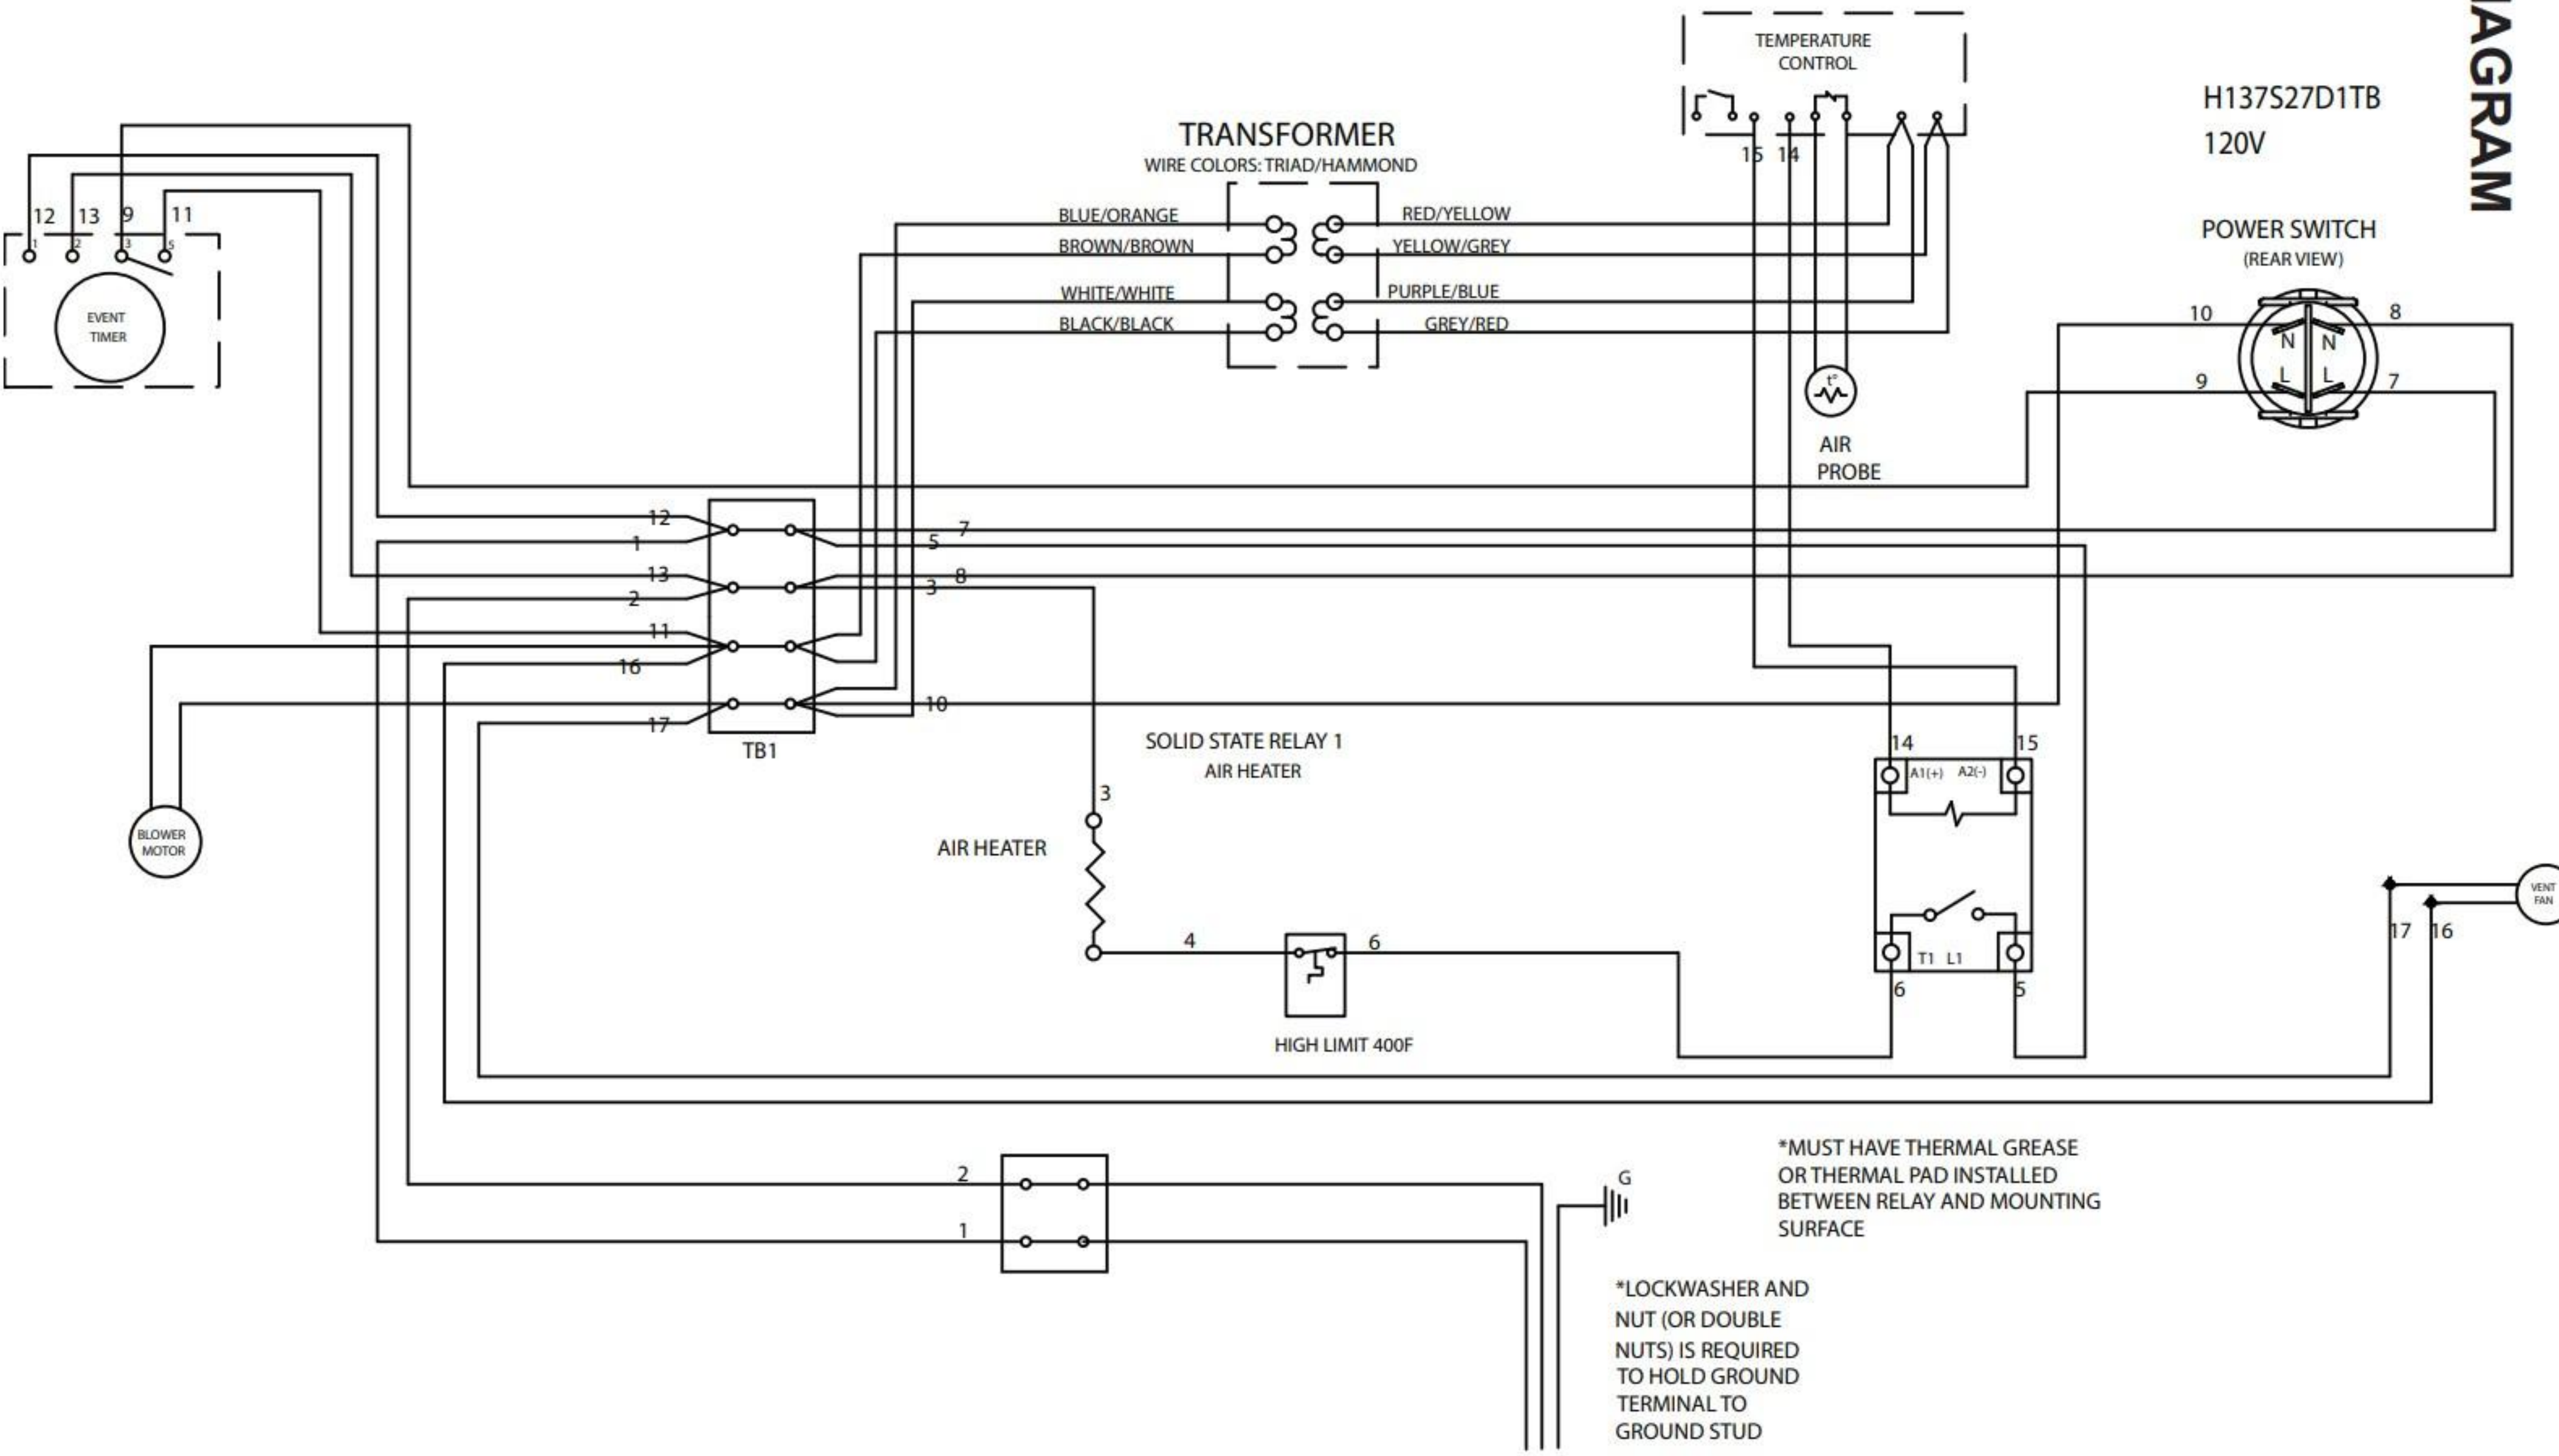 TEMPERATURE
CONTROL
15 14
H137S27D1TB
120V
TRANSFORMER
WIRE COLORS: TRIAD/HAMMOND
BLUE/ORANGE
RED/YELLOW
BROWN/BROWN
YELLOW/GREY
WHITE/WHITE
PURPLE/BLUE
BLACK/BLACK
GREY/RED
12 13 9 11
1 2 3 5
EVENT
TIMER
POWER SWITCH
(REAR VIEW)
10 8
N N
L L
9 7
t°
AIR
PROBE
12
7
1
5
13
8
2
3
11
16
10
17
TB1
SOLID STATE RELAY 1
AIR HEATER
14 15
A1(+) A2(-)
3
AIR HEATER
BLOWER
MOTOR
VENT
FAN
17 16
4
6
T1 L1
6 5
HIGH LIMIT 400F
2
1
G
*MUST HAVE THERMAL GREASE
OR THERMAL PAD INSTALLED
BETWEEN RELAY AND MOUNTING
SURFACE
*LOCKWASHER AND
NUT (OR DOUBLE
NUTS) IS REQUIRED
TO HOLD GROUND
TERMINAL TO
GROUND STUD
AGRAM